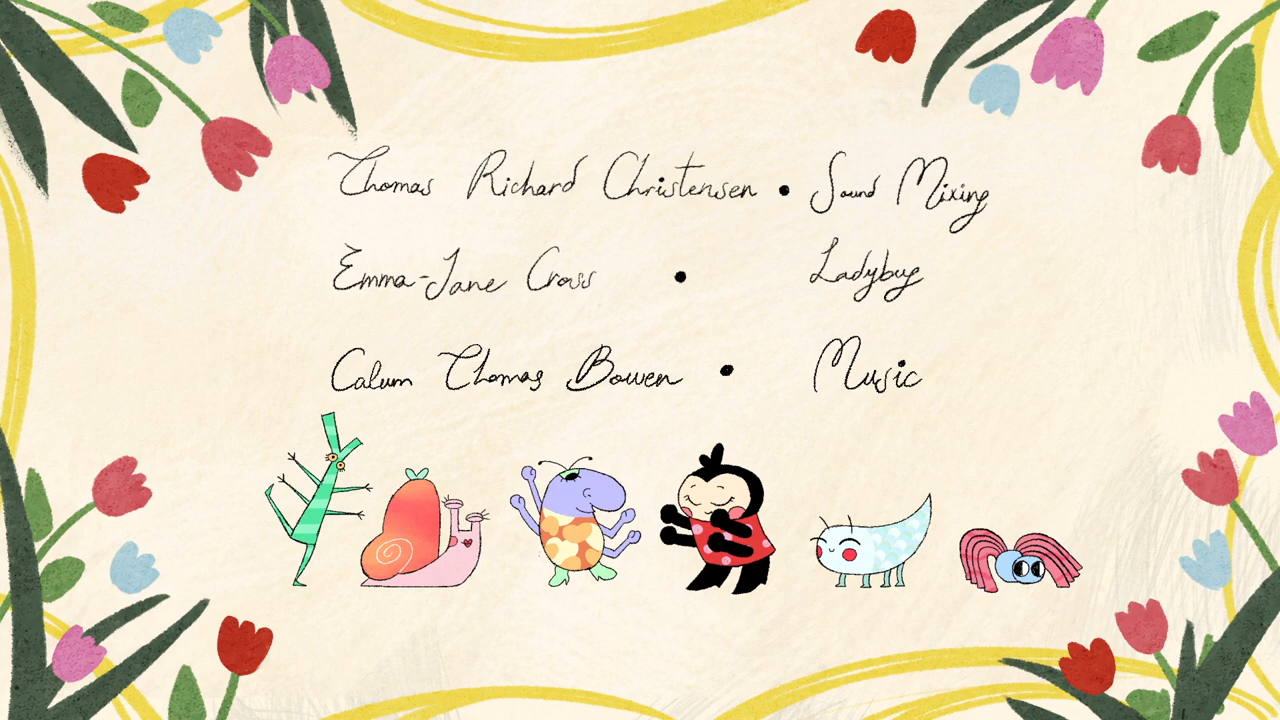 Thomas Richard Christensen • Sound Mixing
Emma-Jane Cross • Ladybug
Calum Thomas Bowen • Music